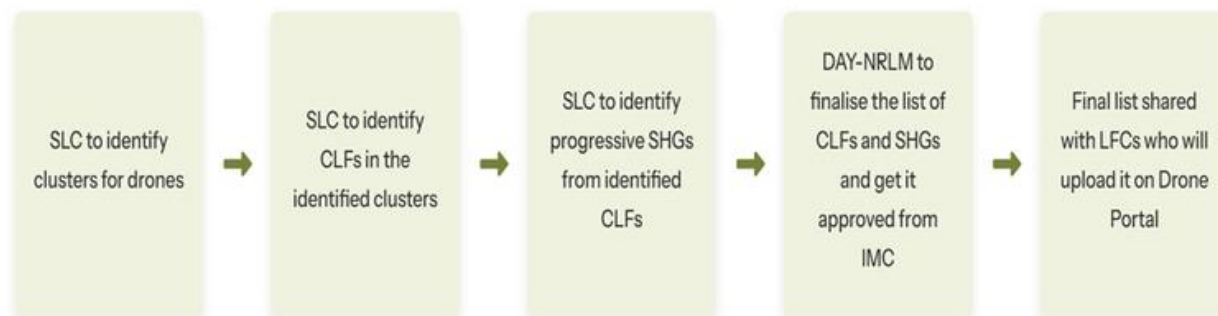 SLC to identify
clusters for drones
SLC to identify
CLFs in the
identified clusters
SLC to identify
progressive SHGs
from identified
CLFs
DAY-NRLM to
finalise the list of
CLFs and SHGs
and get it
approved from
IMC
Final list shared
with LFCs who will
upload it on Drone
Portal